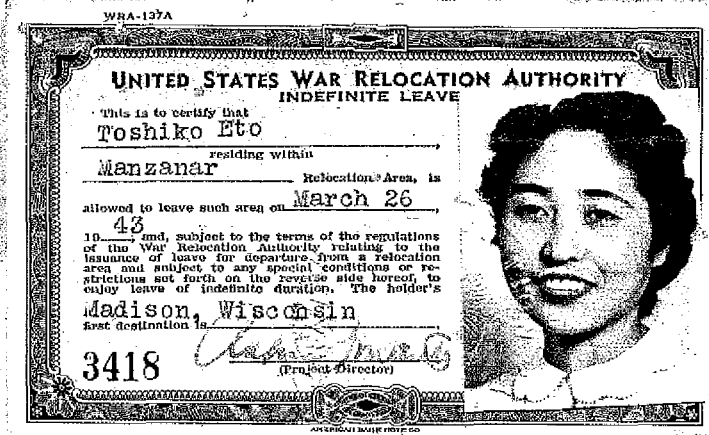 WRA-137A
UNITED STATES WAR RELOCATION AUTHORITY
INDEFINITE LEAVE
This is to certify that
Toshiko Eto
residing within
Manzanar Relocation Area, is
allowed to leave such area on March 26,
19 43, and, subject to the terms of the regulations
of the War Relocation Authority relating to the
issuance of leave for departure from a relocation
area and subject to any special conditions or re-
strictions set forth on the reverse side hereof, to
enjoy leave of indefinite duration. The holder's
Madison, Wisconsin
first destination is
3418
(Project Director)
AMERICAN BANK NOTE CO.